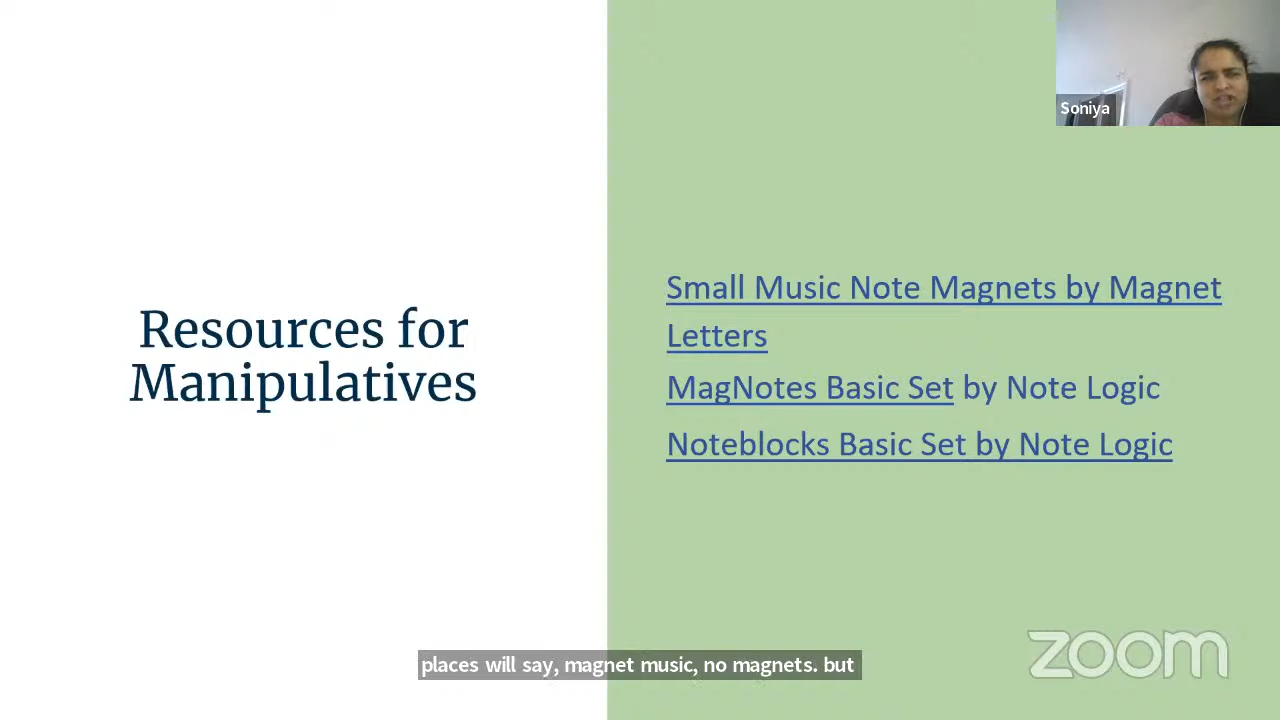 Soniya
Resources for
Manipulatives
Small Music Note Magnets by Magnet
Letters
MagNotes Basic Set by Note Logic
Noteblocks Basic Set by Note Logic
places will say, magnet music, no magnets. but
zoom